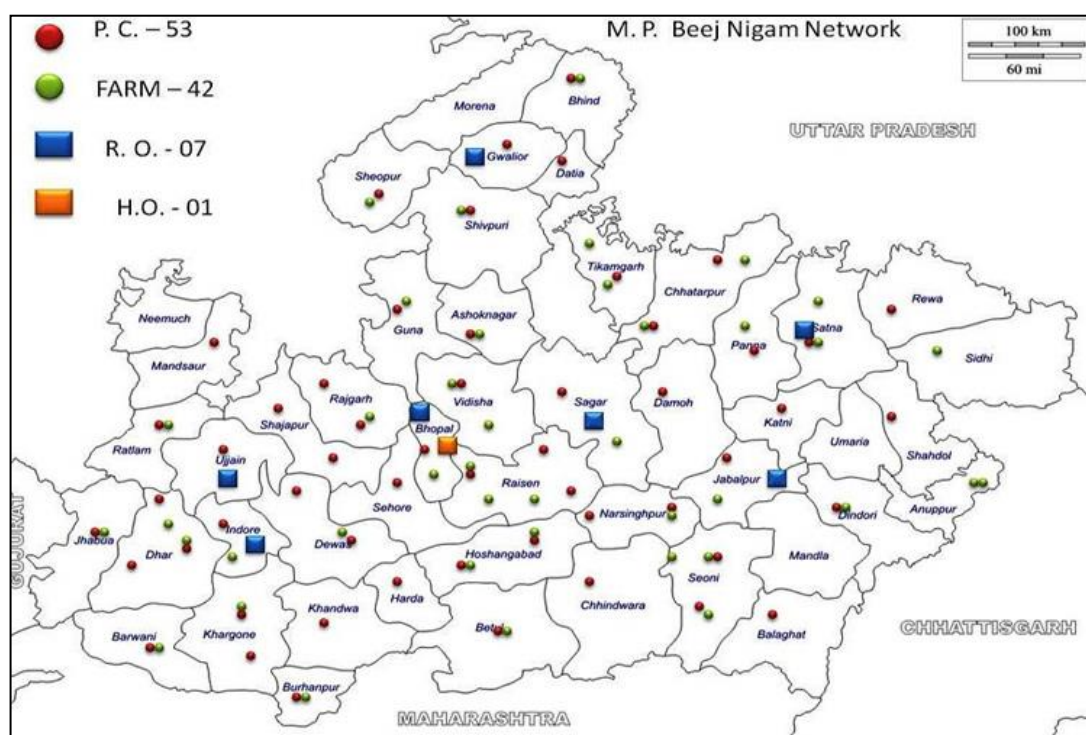 P. C. – 53
M. P. Beej Nigam Network
100 km
60 mi
FARM – 42
R. O. - 07
H.O. - 01
UTTAR PRADESH
Bhind
Morena
Gwalior
Datia
Sheopur
Shivpuri
Tikamgarh
Chhatarpur
Rewa
Neemuch
Guna
Ashoknagar
Satna
Panna
Sidhi
Mandsaur
Rajgarh
Vidisha
Sagar
Damoh
Katni
Shajapur
Bhopal
Umaria
Ratlam
Ujjain
Shahdol
Jabalpur
Raisen
Sehore
Narsinghpur
Dindori
Anuppur
GUJURAT
Jhabua
Dhar
Indore
Dewas
Hoshangabad
Mandla
Seoni
Chhindwara
Harda
Khandwa
Khargone
Barwani
Betul
Balaghat
CHHATTISGARH
Burhanpur
MAHARASHTRA